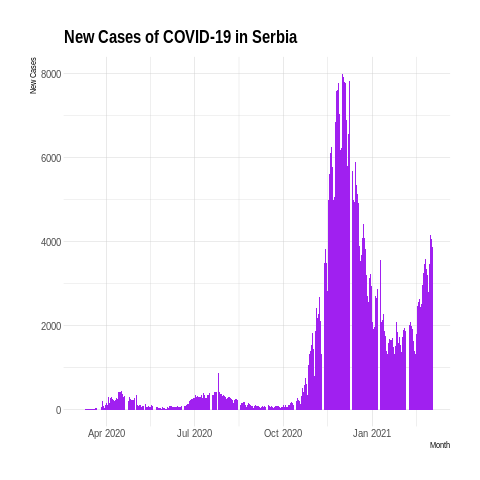 New Cases of COVID-19 in Serbia
New Cases
8000
6000
4000
2000
0
Apr 2020 Jul 2020 Oct 2020 Jan 2021
Month